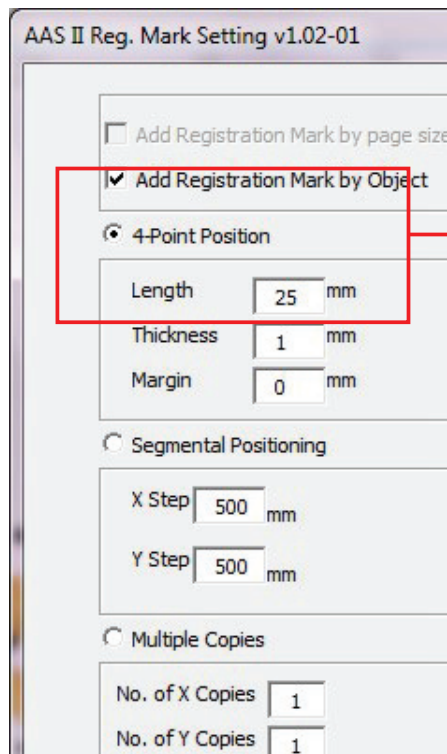 AAS II Reg. Mark Setting v1.02-01
Add Registration Mark by page size
Add Registration Mark by Object
4-Point Position
Length 25 mm
Thickness 1 mm
Margin 0 mm
Segmental Positioning
X Step 500 mm
Y Step 500 mm
Multiple Copies
No. of X Copies 1
No. of Y Copies 1